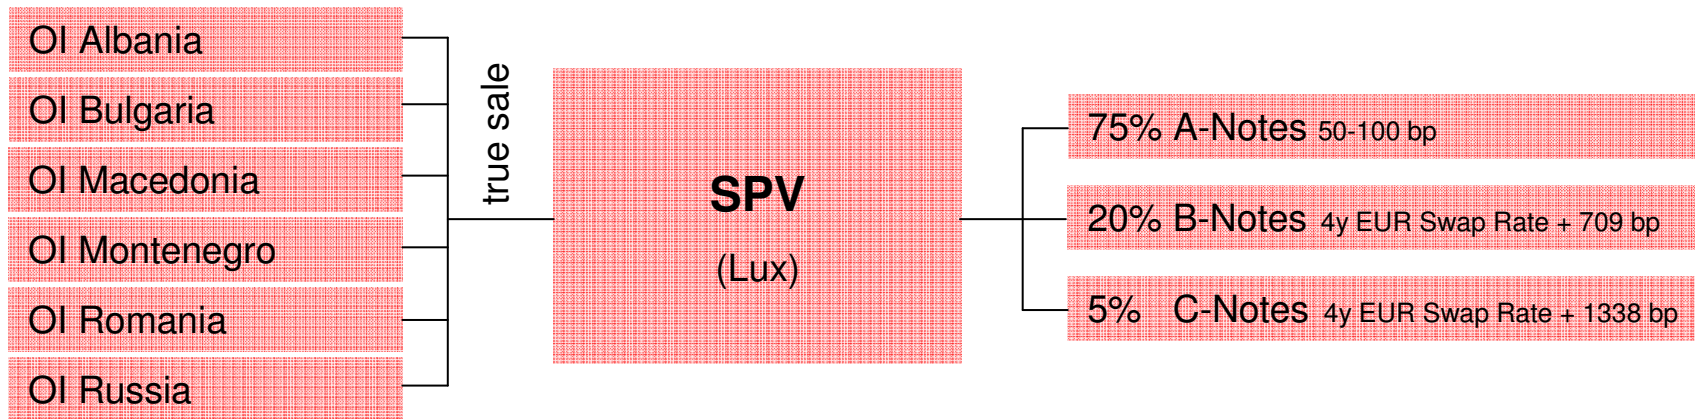 OI Albania
OI Bulgaria
OI Macedonia
OI Montenegro
OI Romania
OI Russia
true sale
SPV
(Lux)
75% A-Notes 50-100 bp
20% B-Notes 4y EUR Swap Rate + 709 bp
5% C-Notes 4y EUR Swap Rate + 1338 bp